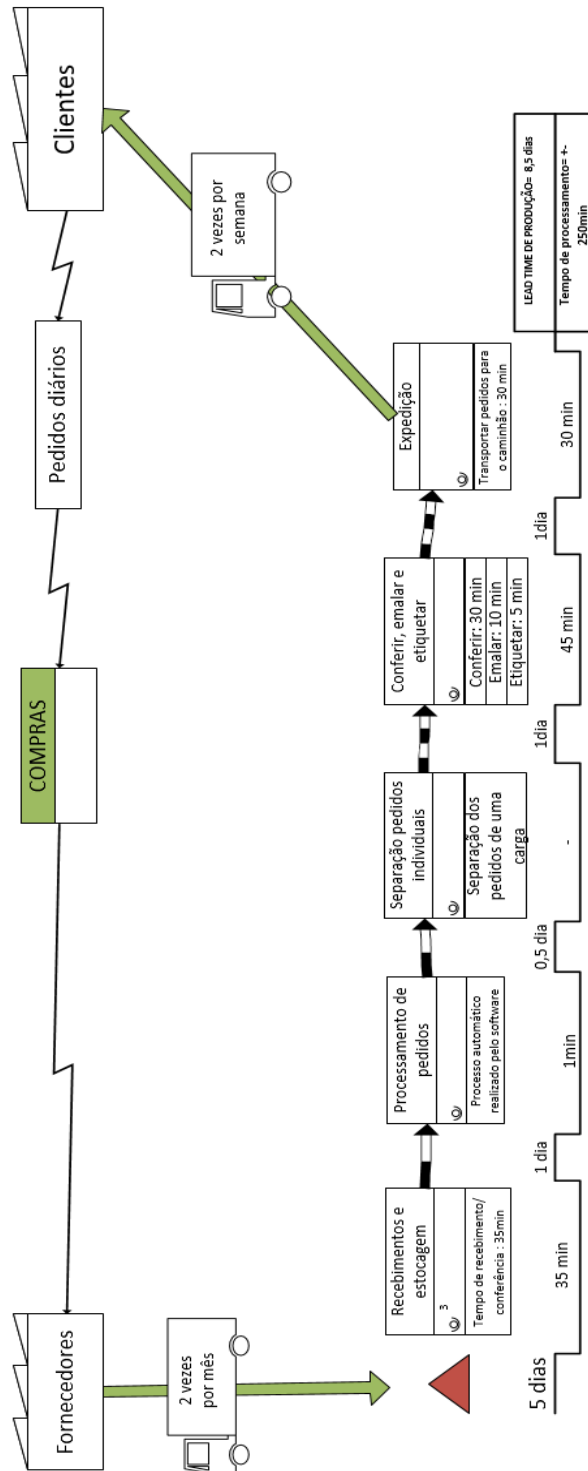 Fornecedores
COMPRAS
Pedidos diários
Clientes
2 vezes
por mês
2 vezes por
semana
Recebimentos e
estocagem
3
Tempo de recebimento/
conferência : 35min
Processamento de
pedidos
Processo automático
realizado pelo software
Separação pedidos
individuais
Separação dos
pedidos de uma
carga
Conferir, emalar e
etiquetar
Conferir: 30 min
Emalar: 10 min
Etiquetar: 5 min
Expedição
Transportar pedidos para
o caminhão : 30 min
5 dias
35 min
1 dia
1min
0,5 dia
-
1dia
45 min
1dia
30 min
LEAD TIME DE PRODUÇÃO= 8,5 dias
Tempo de processamento= +-
250min